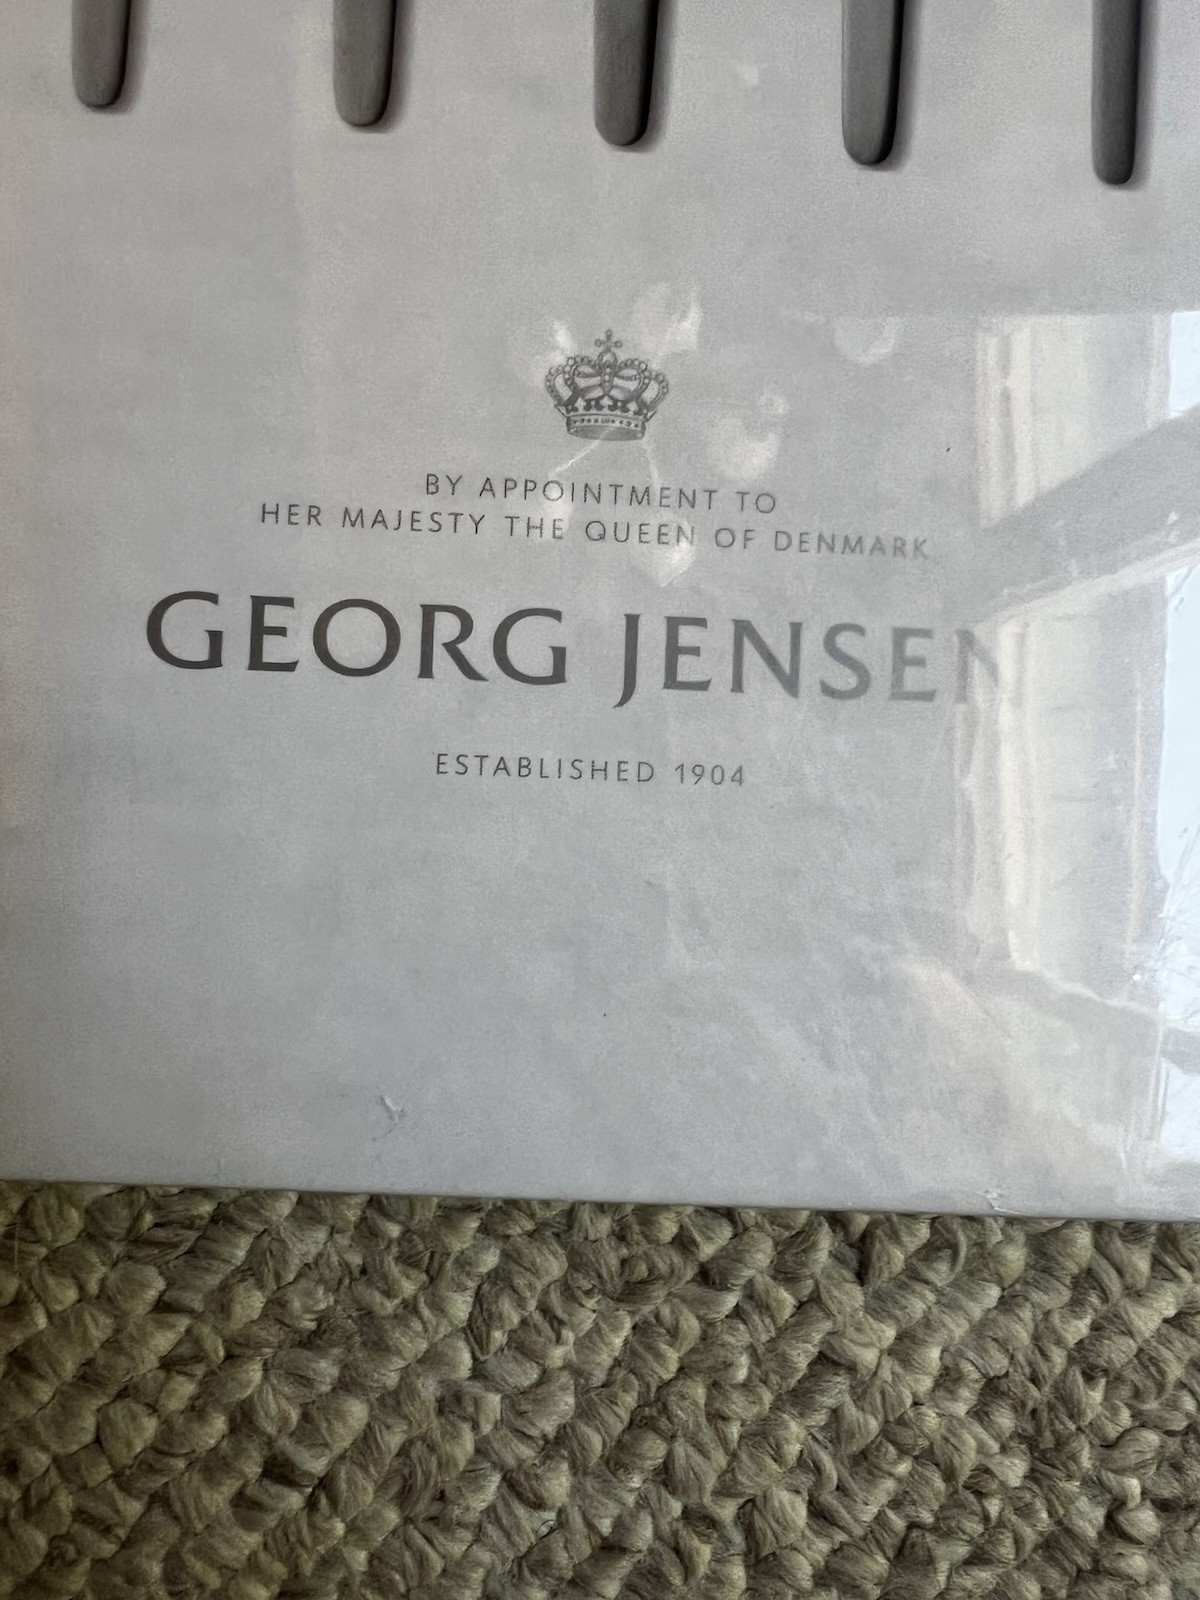 BY APPOINTMENT TO
HER MAJESTY THE QUEEN OF DENMARK
GEORG JENSEN
ESTABLISHED 1904